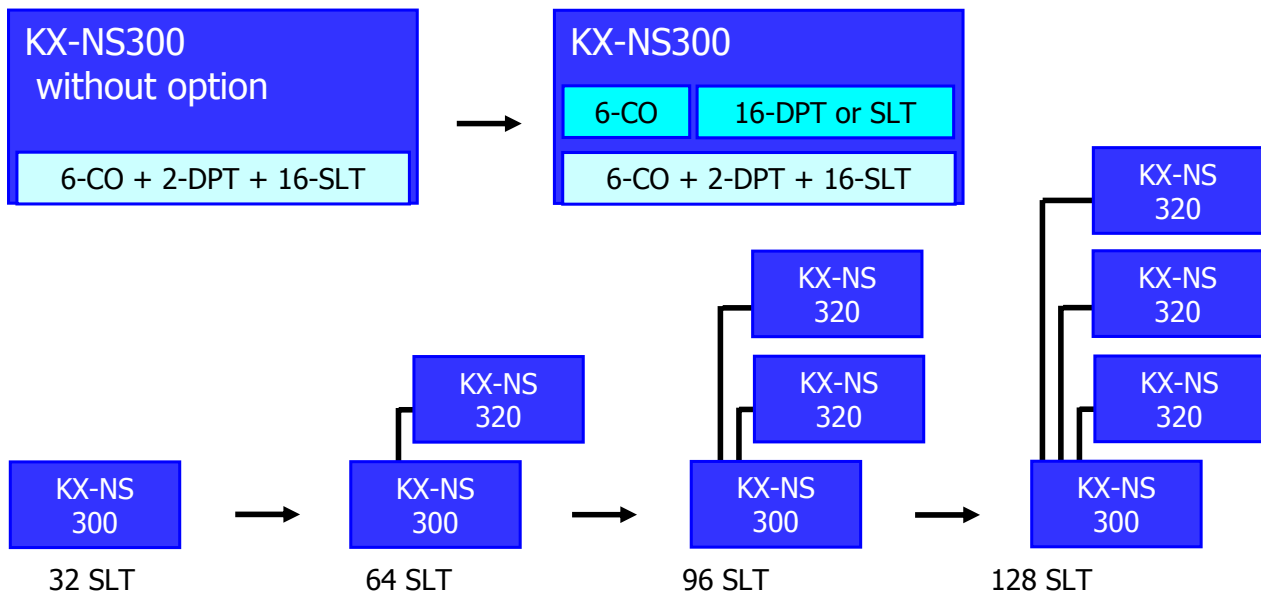 KX-NS300
without option
6-CO + 2-DPT + 16-SLT
KX-NS300
6-CO
16-DPT or SLT
6-CO + 2-DPT + 16-SLT
KX-NS
300
32 SLT
KX-NS
320
KX-NS
300
64 SLT
KX-NS
320
KX-NS
320
KX-NS
300
96 SLT
KX-NS
320
KX-NS
320
KX-NS
320
KX-NS
300
128 SLT